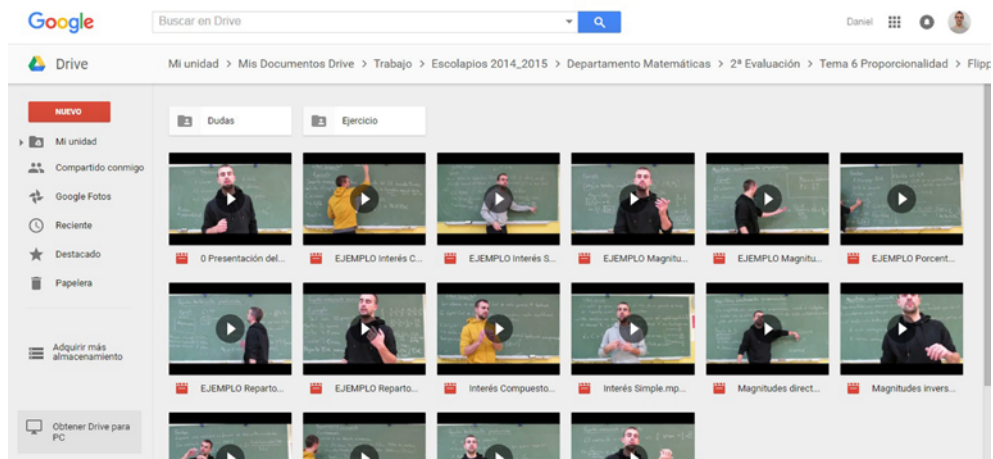 Google
Buscar en Drive
Daniel
Drive
Mi unidad > Mis Documentos Drive > Trabajo > Escolapios 2014_2015 > Departamento Matemáticas > 2ª Evaluación > Tema 6 Proporcionalidad > Flipp
NUEVO
Mi unidad
Compartido conmigo
Google Fotos
Reciente
Destacado
Papelera
Adquirir más
almacenamiento
Obtener Drive para
PC
Dudas
Ejercicio
0 Presentación del...
EJEMPLO Interés C...
EJEMPLO Interés S...
EJEMPLO Magnitu...
EJEMPLO Magnitu...
EJEMPLO Porcent...
EJEMPLO Reparto...
EJEMPLO Reparto...
Interés Compuesto...
Interés Simple.mp...
Magnitudes direct...
Magnitudes invers...